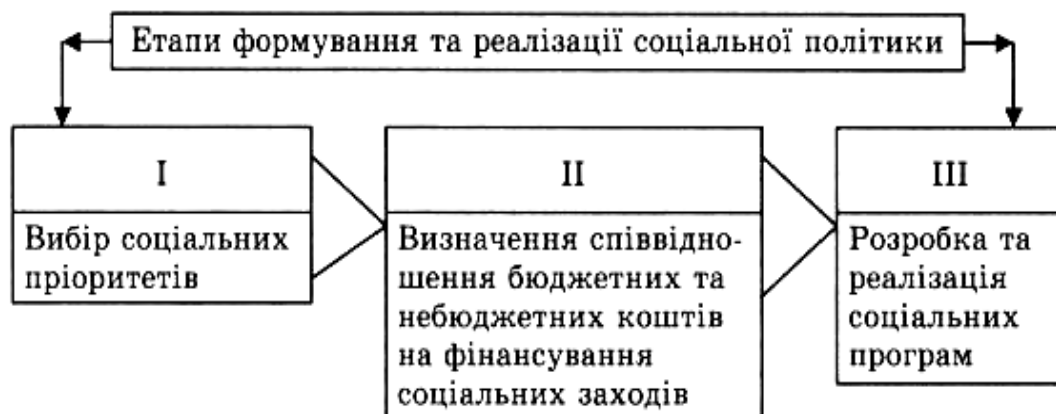 Етапи формування та реалізації соціальної політики
I
Вибір соціальних
пріоритетів
II
Визначення співвідно-
шення бюджетних та
небюджетних коштів
на фінансування
соціальних заходів
III
Розробка та
реалізація
соціальних
програм